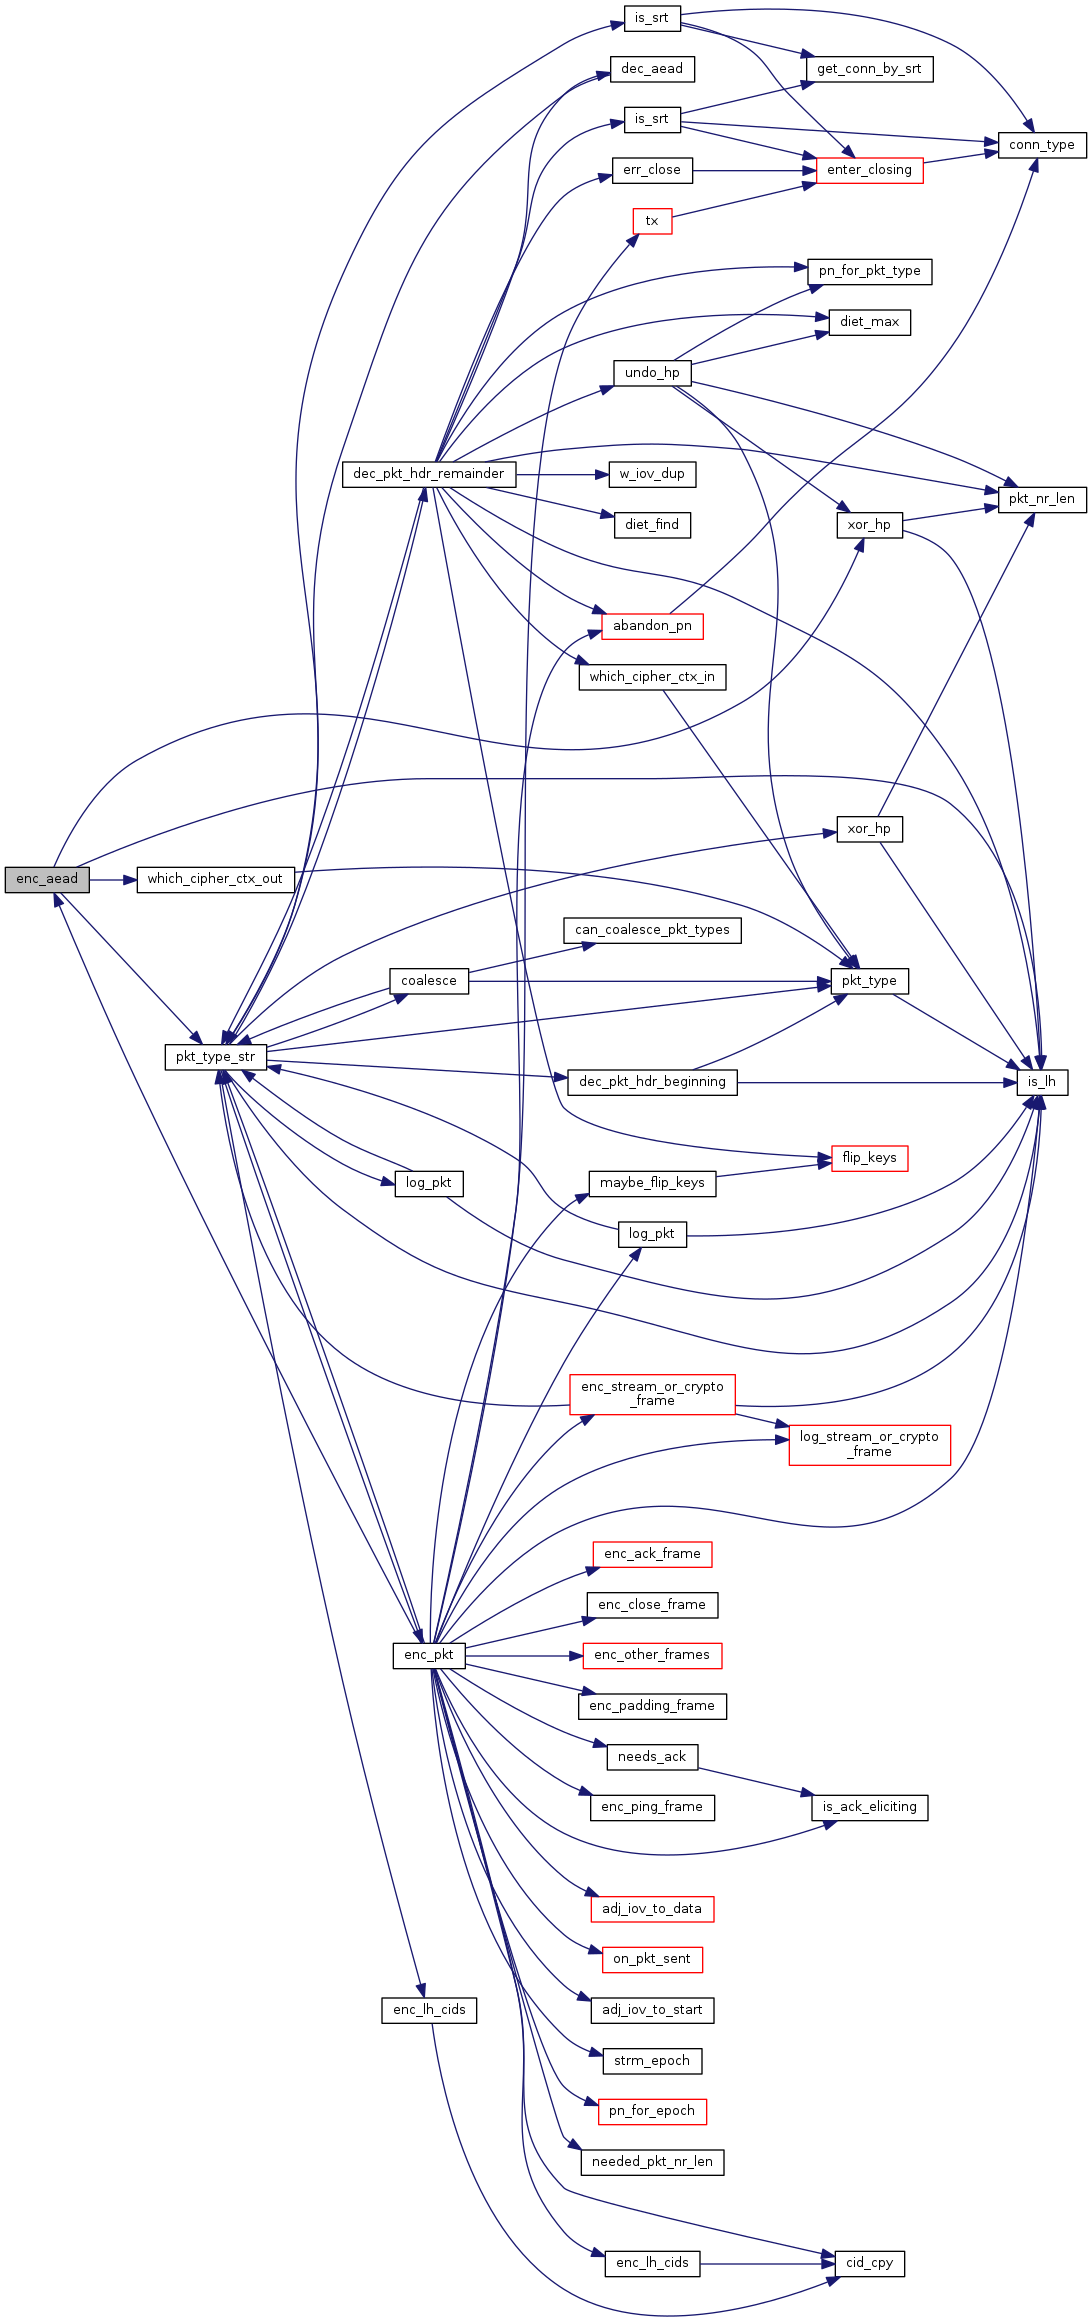 is_srt
dec_aead
get_conn_by_srt
is_srt
conn_type
err_close
enter_closing
tx
pn_for_pkt_type
diet_max
undo_hp
dec_pkt_hdr_remainder
w_iov_dup
pkt_nr_len
diet_find
xor_hp
abandon_pn
which_cipher_ctx_in
xor_hp
enc_aead
which_cipher_ctx_out
can_coalesce_pkt_types
coalesce
pkt_type
pkt_type_str
dec_pkt_hdr_beginning
is_lh
flip_keys
log_pkt
maybe_flip_keys
log_pkt
enc_stream_or_crypto
_frame
log_stream_or_crypto
_frame
enc_ack_frame
enc_close_frame
enc_pkt
enc_other_frames
enc_padding_frame
needs_ack
enc_ping_frame
is_ack_eliciting
adj_iov_to_data
on_pkt_sent
enc_lh_cids
adj_iov_to_start
strm_epoch
pn_for_epoch
needed_pkt_nr_len
enc_lh_cids
cid_cpy